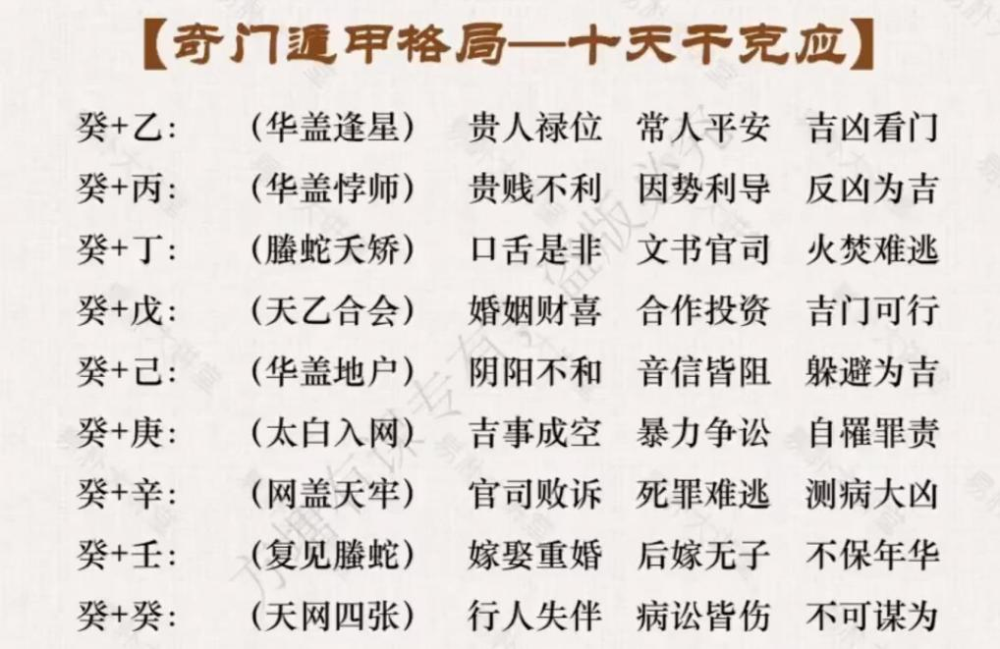 【奇门遁甲格局—十天干克应】
癸+乙: (华盖逢星) 贵人禄位 常人平安 吉凶看门
癸+丙: (华盖悖师) 贵贱不利 因势利导 反凶为吉
癸+丁: (螣蛇夭矫) 口舌是非 文书官司 火焚难逃
癸+戊: (天乙合会) 婚姻财喜 合作投资 吉门可行
癸+己: (华盖地户) 阴阳不和 音信皆阻 躲避为吉
癸+庚: (太白入网) 吉事成空 暴力争讼 自罹罪责
癸+辛: (网盖天牢) 官司败诉 死罪难逃 测病大凶
癸+壬: (复见螣蛇) 嫁娶重婚 后嫁无子 不保年华
癸+癸: (天网四张) 行人失伴 病讼皆伤 不可谋为